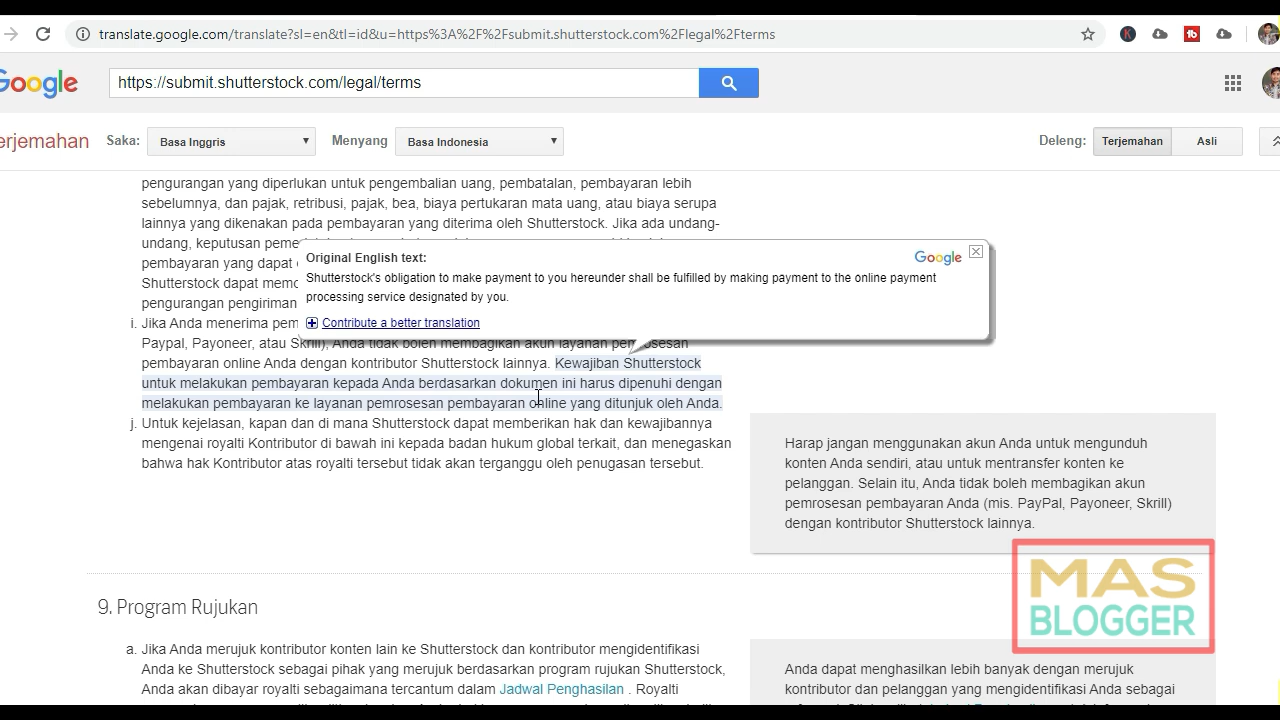 translate.google.com/translate?sl=en&tl=id&u=https%3A%2F%2Fsubmit.shutterstock.com%2Flegal%2Fterms
Google
https://submit.shutterstock.com/legal/terms
erjemahan Saka: Basa Inggris Menyang Basa Indonesia Deleng: Terjemahan Asli
pengurangan yang diperlukan untuk pengembalian uang, pembatalan, pembayaran lebih
sebelumnya, dan pajak, retribusi, pajak, bea, biaya pertukaran mata uang, atau biaya serupa
lainnya yang dikenakan pada pembayaran yang diterima oleh Shutterstock. Jika ada undang-
undang, keputusan
pembayaran yang dapat
Shutterstock dapat
pengurangan pengiriman
Original English text: Google
Shutterstock's obligation to make payment to you hereunder shall be fulfilled by making payment to the online payment
processing service designated by you.
Contribute a better translation
i. Jika Anda menerima pem
Paypal, Payoneer, atau Skrill), Anda tidak boleh membagikan akun layanan pemrosesan
pembayaran online Anda dengan kontributor Shutterstock lainnya. Kewajiban Shutterstock
untuk melakukan pembayaran kepada Anda berdasarkan dokumen ini harus dipenuhi dengan
melakukan pembayaran ke layanan pemrosesan pembayaran online yang ditunjuk oleh Anda.
j. Untuk kejelasan, kapan dan di mana Shutterstock dapat memberikan hak dan kewajibannya
mengenai royalti Kontributor di bawah ini kepada badan hukum global terkait, dan menegaskan
bahwa hak Kontributor atas royalti tersebut tidak akan terganggu oleh penugasan tersebut.
Harap jangan menggunakan akun Anda untuk mengunduh
konten Anda sendiri, atau untuk mentransfer konten ke
pelanggan. Selain itu, Anda tidak boleh membagikan akun
pemrosesan pembayaran Anda (mis. PayPal, Payoneer, Skrill)
dengan kontributor Shutterstock lainnya.
MAS
BLOGGER
9. Program Rujukan
a. Jika Anda merujuk kontributor konten lain ke Shutterstock dan kontributor mengidentifikasi
Anda ke Shutterstock sebagai pihak yang merujuk berdasarkan program rujukan Shutterstock,
Anda akan dibayar royalti sebagaimana tercantum dalam Jadwal Penghasilan . Royalti
Anda dapat menghasilkan lebih banyak dengan merujuk
kontributor dan pelanggan yang mengidentifikasi Anda sebagai